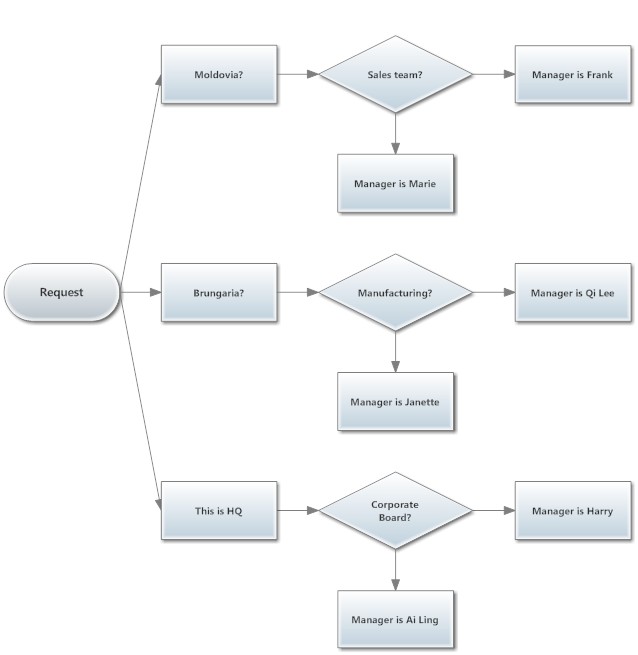 Moldovia?
Sales team?
Manager is Frank
Manager is Marie
Request
Brungaria?
Manufacturing?
Manager is Qi Lee
Manager is Janette
This is HQ
Corporate
Board?
Manager is Harry
Manager is Ai Ling